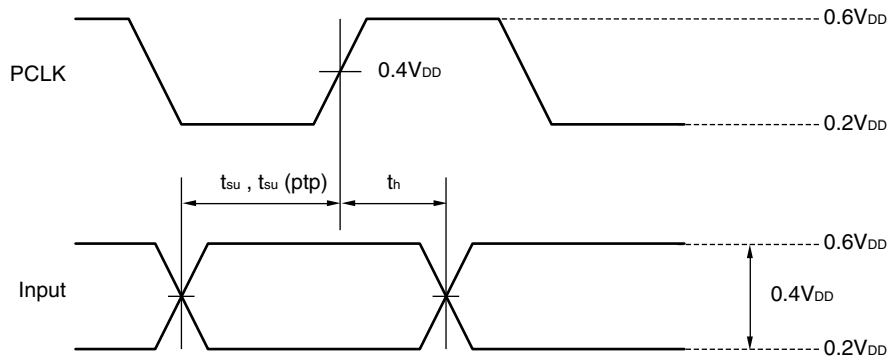 0.6VDD
PCLK
0.4VDD
0.2VDD
tsu , tsu (ptp)
th
0.6VDD
Input
0.4VDD
0.2VDD